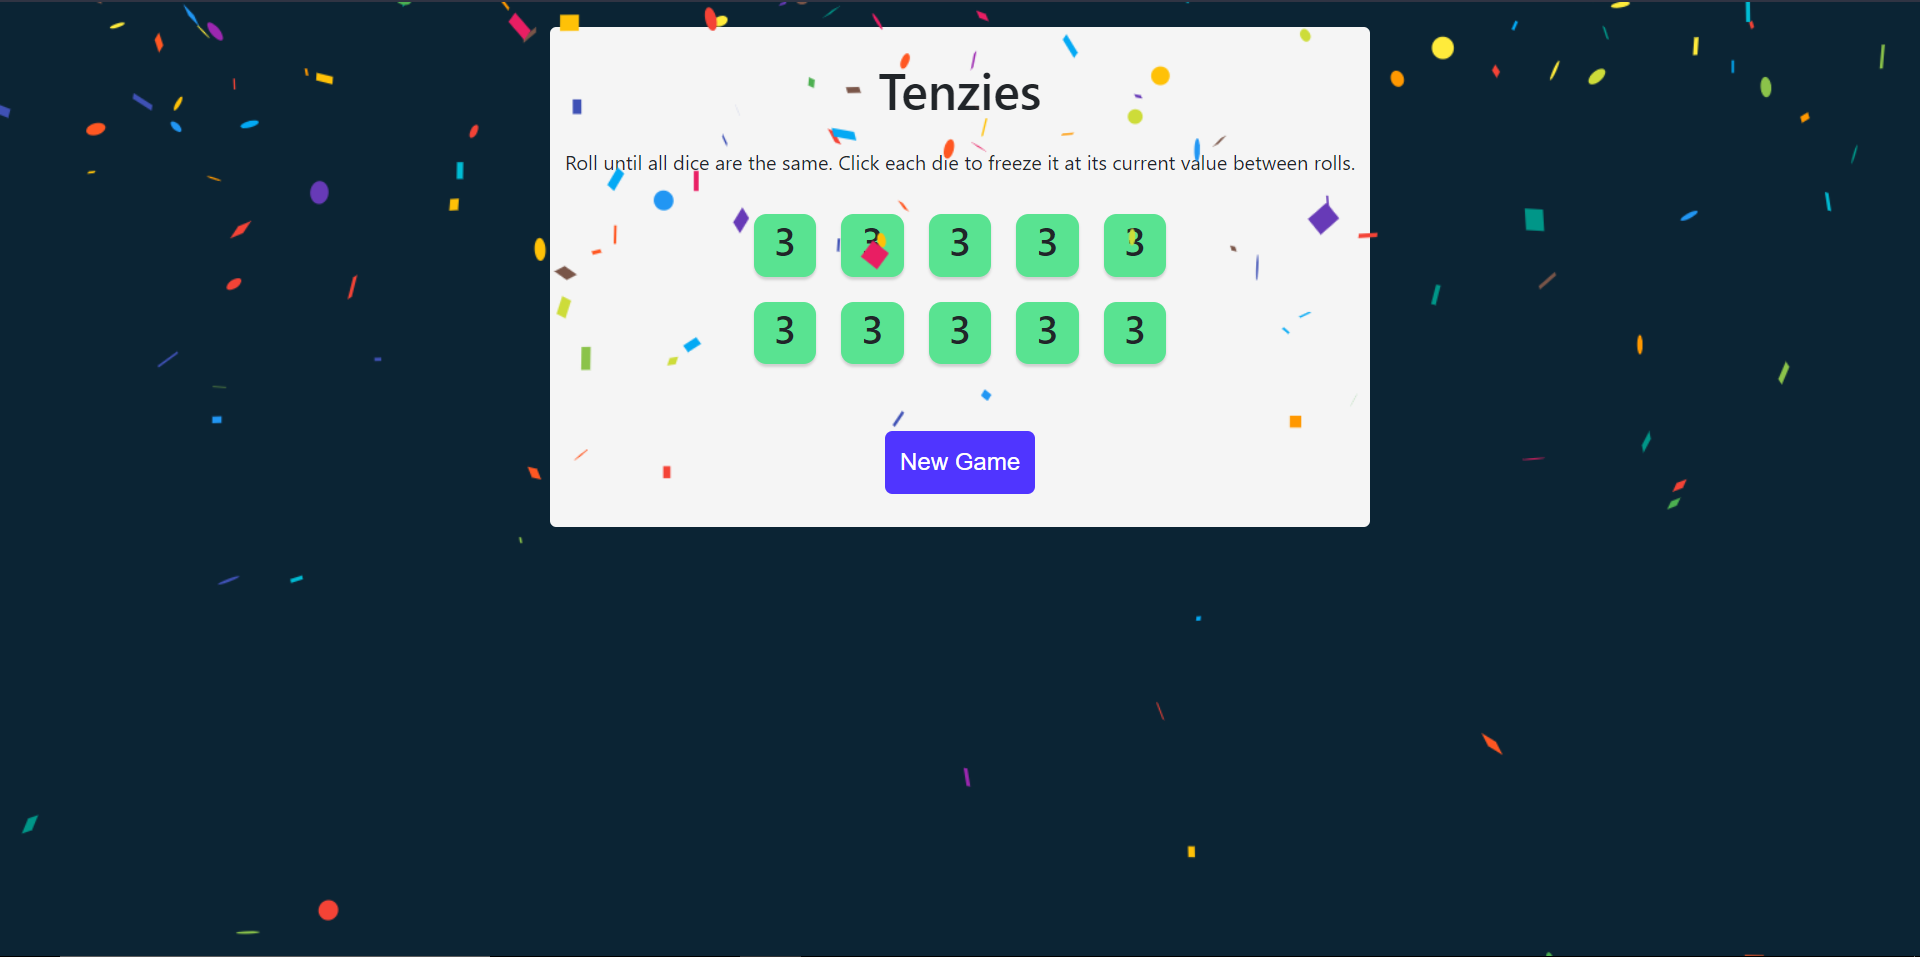 Tenzies
Roll until all dice are the same. Click each die to freeze it at its current value between rolls.
3 3 3 3 3
3 3 3 3 3
New Game